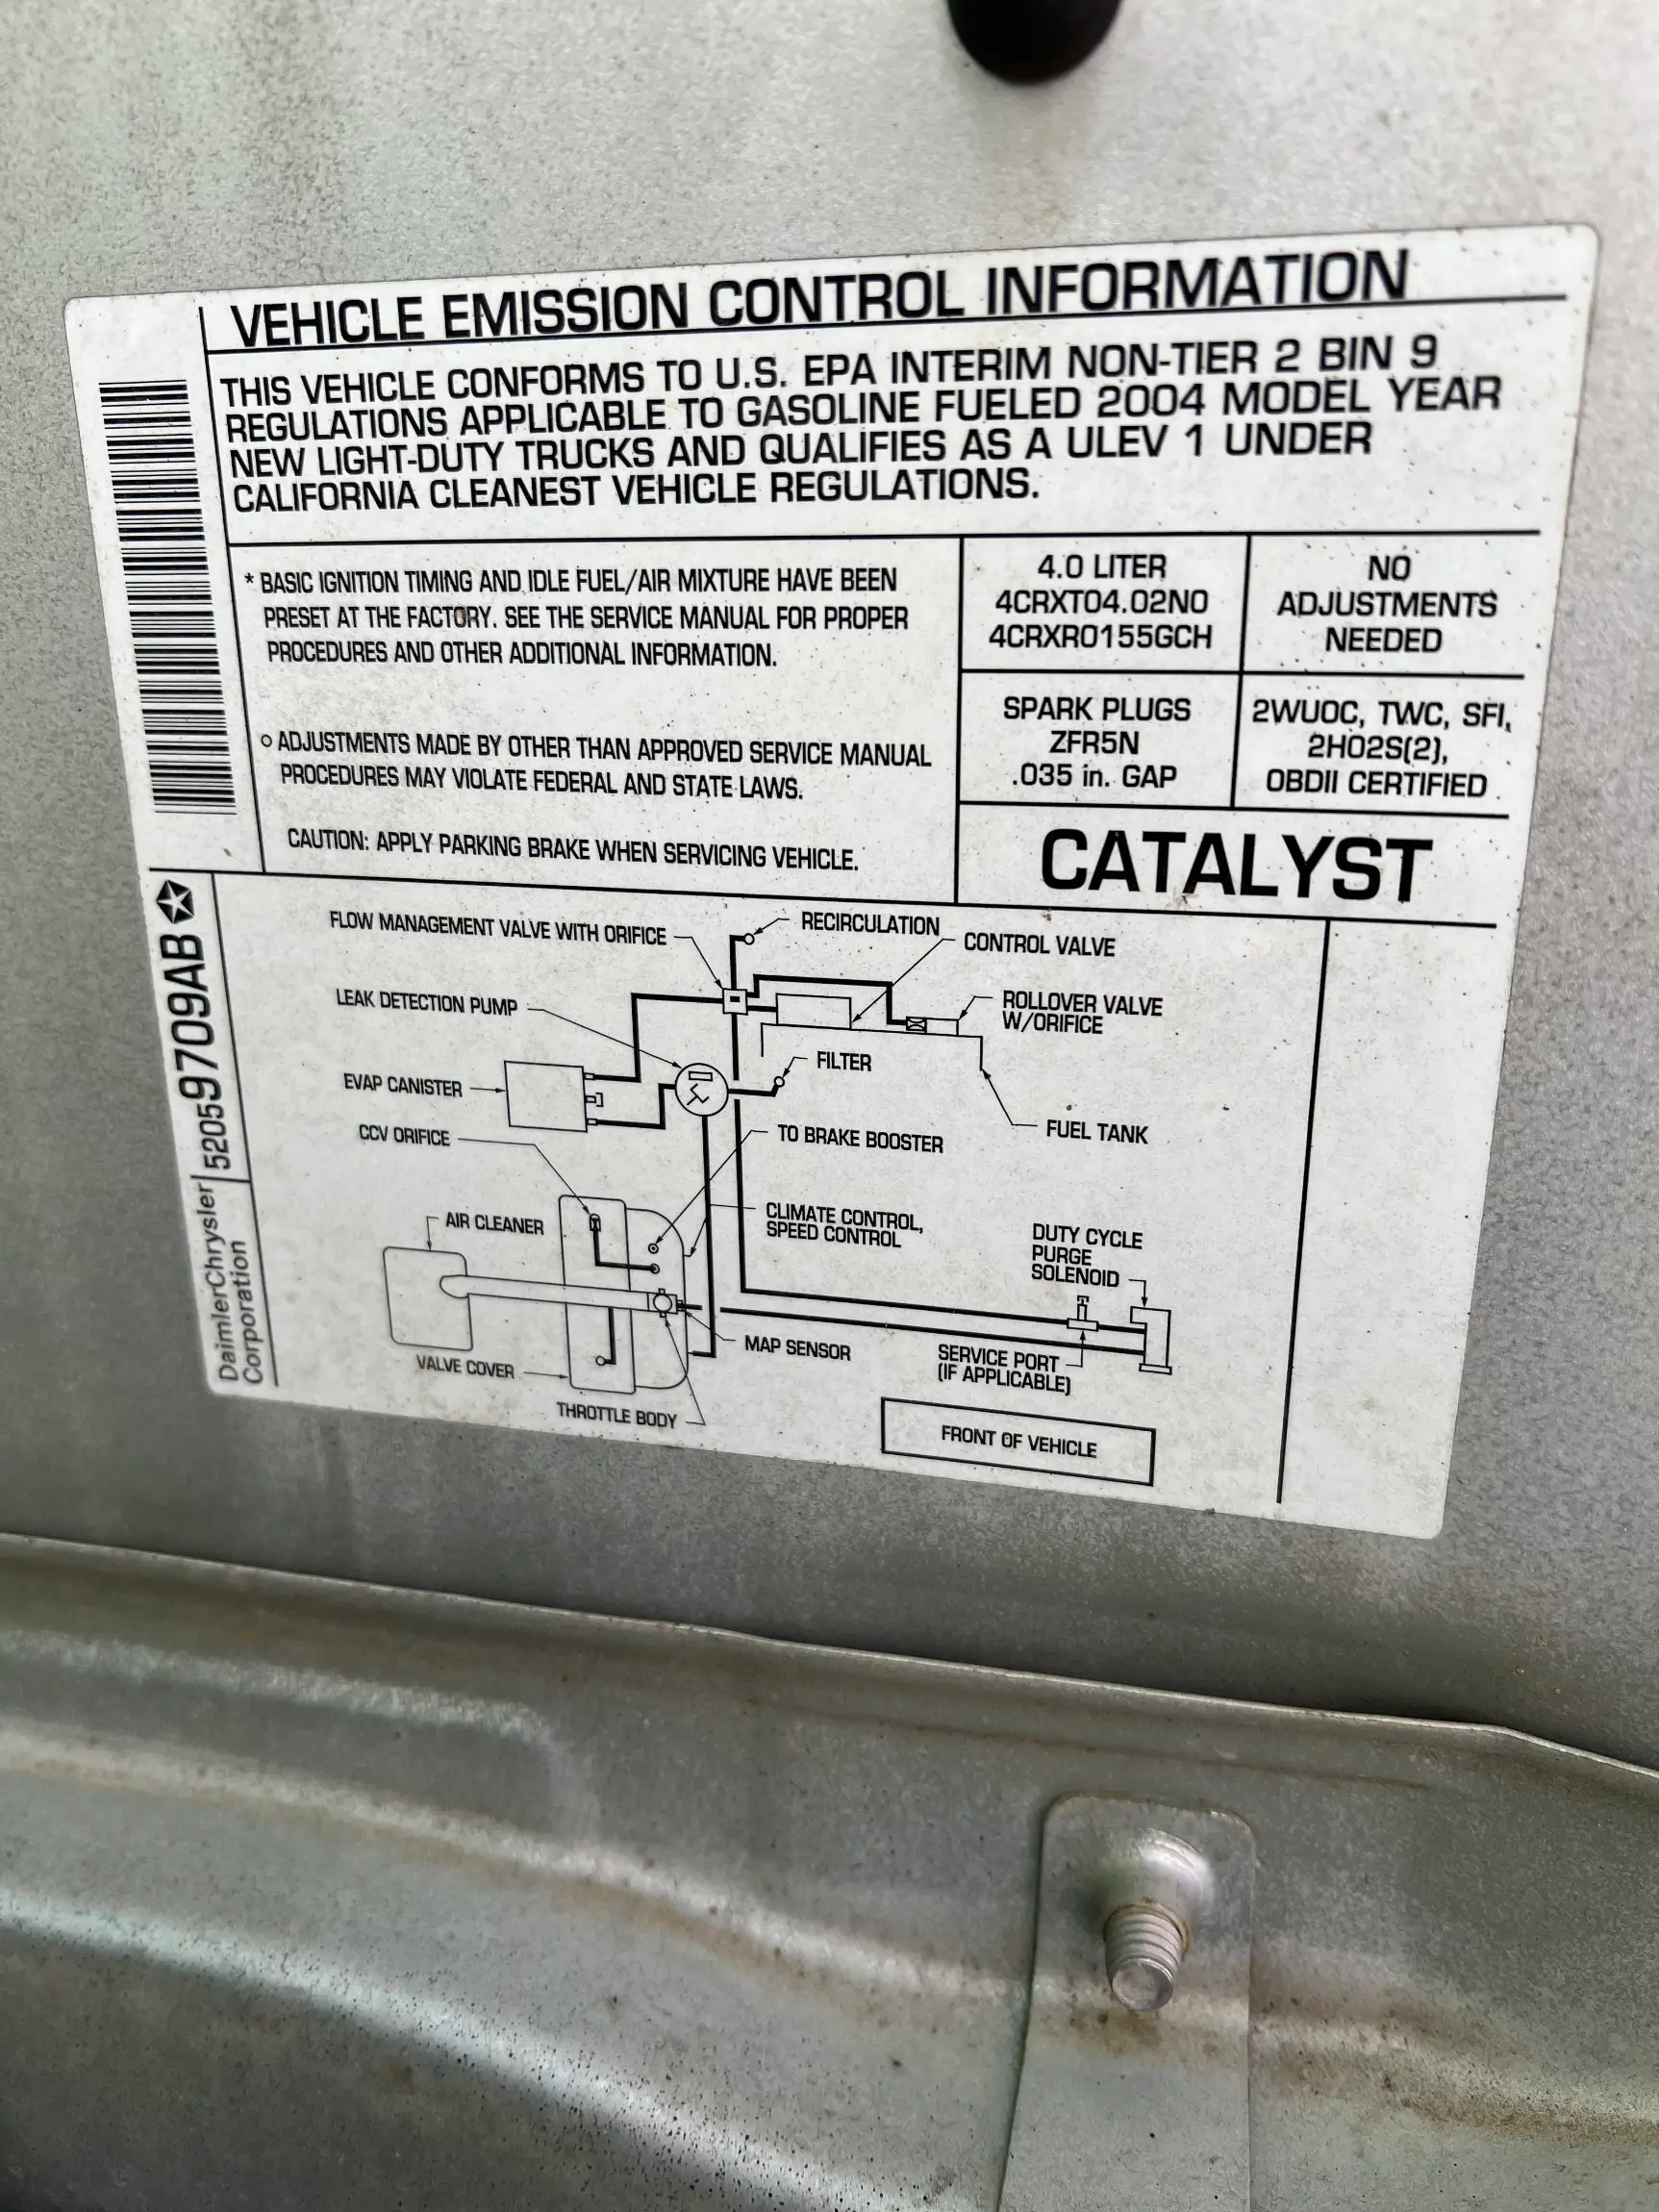 VEHICLE EMISSION CONTROL INFORMATION
THIS VEHICLE CONFORMS TO U.S. EPA INTERIM NON-TIER 2 BIN 9
REGULATIONS APPLICABLE TO GASOLINE FUELED 2004 MODEL YEAR
NEW LIGHT-DUTY TRUCKS AND QUALIFIES AS A ULEV 1 UNDER
CALIFORNIA CLEANEST VEHICLE REGULATIONS.
* BASIC IGNITION TIMING AND IDLE FUEL/AIR MIXTURE HAVE BEEN
PRESET AT THE FACTORY. SEE THE SERVICE MANUAL FOR PROPER
PROCEDURES AND OTHER ADDITIONAL INFORMATION.
○ ADJUSTMENTS MADE BY OTHER THAN APPROVED SERVICE MANUAL
PROCEDURES MAY VIOLATE FEDERAL AND STATE LAWS.
CAUTION: APPLY PARKING BRAKE WHEN SERVICING VEHICLE.
4.0 LITER
4CRXT04.02N0
4CRXR0155GCH
NO
ADJUSTMENTS
NEEDED
SPARK PLUGS
ZFR5N
.035 in. GAP
2WUOC, TWC, SFI,
2HO2S(2),
OBDII CERTIFIED
CATALYST
FLOW MANAGEMENT VALVE WITH ORIFICE
RECIRCULATION
CONTROL VALVE
LEAK DETECTION PUMP
ROLLOVER VALVE
W/ORIFICE
FILTER
EVAP CANISTER
FUEL TANK
CCV ORIFICE
TO BRAKE BOOSTER
AIR CLEANER
CLIMATE CONTROL,
SPEED CONTROL
DUTY CYCLE
PURGE
SOLENOID
MAP SENSOR
SERVICE PORT
(IF APPLICABLE)
VALVE COVER
THROTTLE BODY
FRONT OF VEHICLE
DaimlerChrysler
Corporation
52059709AB